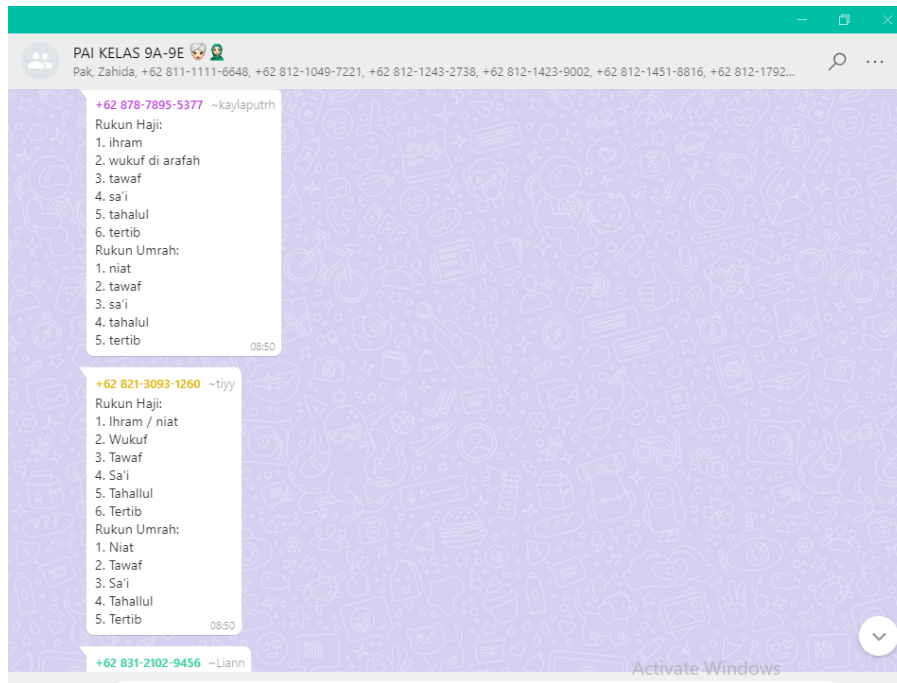 PAI KELAS 9A-9E 👳🏻🧕
Pak, Zahida, +62 811-1111-6648, +62 812-1049-7221, +62 812-1243-2738, +62 812-1423-9002, +62 812-1451-8816, +62 812-1792...
+62 878-7895-5377 ~kaylaputrh
Rukun Haji:
1. ihram
2. wukuf di arafah
3. tawaf
4. sa'i
5. tahalul
6. tertib
Rukun Umrah:
1. niat
2. tawaf
3. sa'i
4. tahalul
5. tertib
08:50
+62 821-3093-1260 ~tiyy
Rukun Haji:
1. Ihram / niat
2. Wukuf
3. Tawaf
4. Sa'i
5. Tahallul
6. Tertib
Rukun Umrah:
1. Niat
2. Tawaf
3. Sa'i
4. Tahallul
5. Tertib
08:50
+62 831-2102-9456 ~Liann
Activate Windows